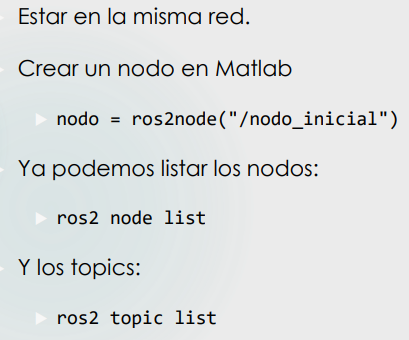 Estar en la misma red.
Crear un nodo en Matlab
nodo = ros2node("/nodo_inicial")
Ya podemos listar los nodos:
ros2 node list
Y los topics:
ros2 topic list